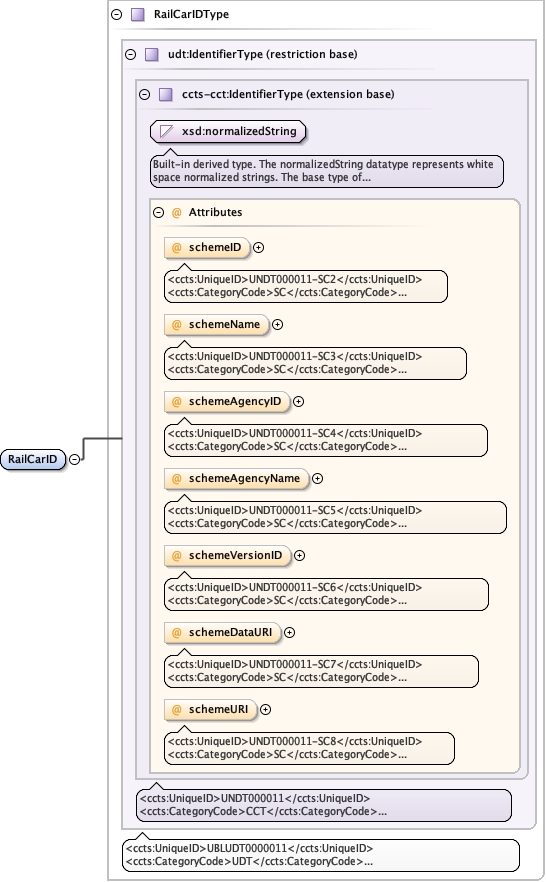 RailCarIDType
udt:IdentifierType (restriction base)
ccts-cct:IdentifierType (extension base)
xsd:normalizedString
Built-in derived type. The normalizedString datatype represents white
space normalized strings. The base type of...
@ Attributes
@ schemeID
<ccts:UniqueID>UNDT000011-SC2</ccts:UniqueID>
<ccts:CategoryCode>SC</ccts:CategoryCode>...
@ schemeName
<ccts:UniqueID>UNDT000011-SC3</ccts:UniqueID>
<ccts:CategoryCode>SC</ccts:CategoryCode>...
@ schemeAgencyID
<ccts:UniqueID>UNDT000011-SC4</ccts:UniqueID>
<ccts:CategoryCode>SC</ccts:CategoryCode>...
@ schemeAgencyName
<ccts:UniqueID>UNDT000011-SC5</ccts:UniqueID>
<ccts:CategoryCode>SC</ccts:CategoryCode>...
@ schemeVersionID
<ccts:UniqueID>UNDT000011-SC6</ccts:UniqueID>
<ccts:CategoryCode>SC</ccts:CategoryCode>...
@ schemeDataURI
<ccts:UniqueID>UNDT000011-SC7</ccts:UniqueID>
<ccts:CategoryCode>SC</ccts:CategoryCode>...
@ schemeURI
<ccts:UniqueID>UNDT000011-SC8</ccts:UniqueID>
<ccts:CategoryCode>SC</ccts:CategoryCode>...
<ccts:UniqueID>UNDT000011</ccts:UniqueID>
<ccts:CategoryCode>CCT</ccts:CategoryCode>...
<ccts:UniqueID>UBLUDT0000011</ccts:UniqueID>
<ccts:CategoryCode>UDT</ccts:CategoryCode>...
RailCarID